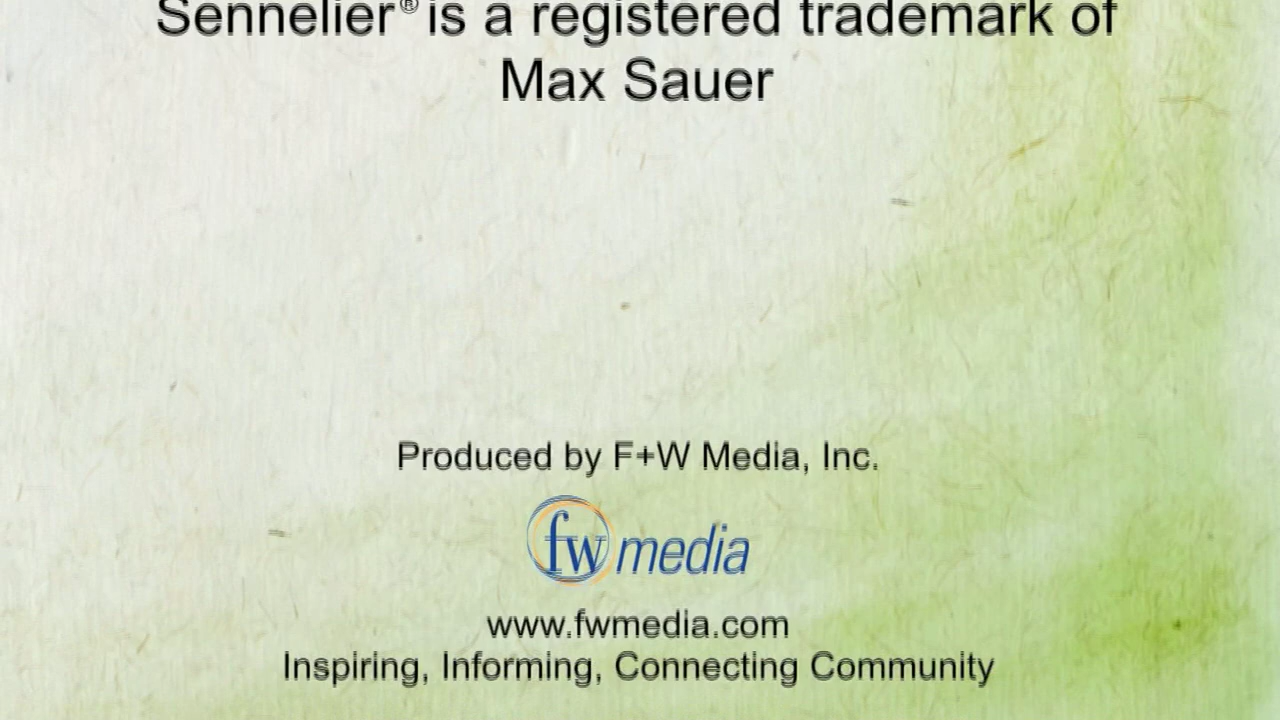 Sennelier® is a registered trademark of
Max Sauer
Produced by F+W Media, Inc.
fw media
www.fwmedia.com
Inspiring, Informing, Connecting Community